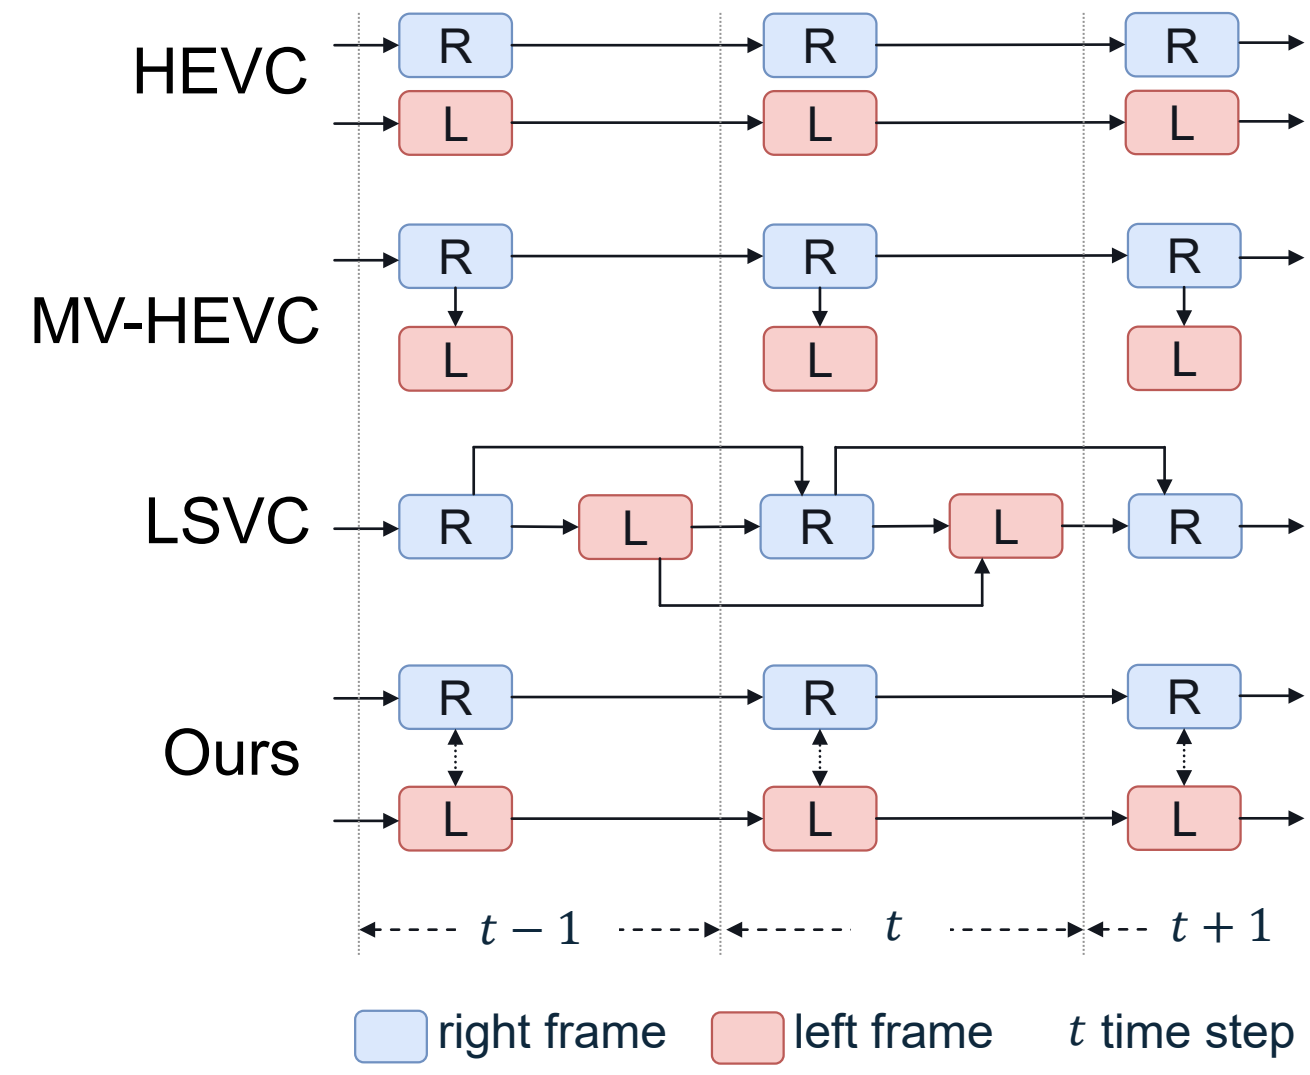 HEVC
R R R
L L L
MV-HEVC
R R R
L L L
LSVC
R L R L R
Ours
R R R
L L L
t − 1 t t + 1
right frame left frame t time step